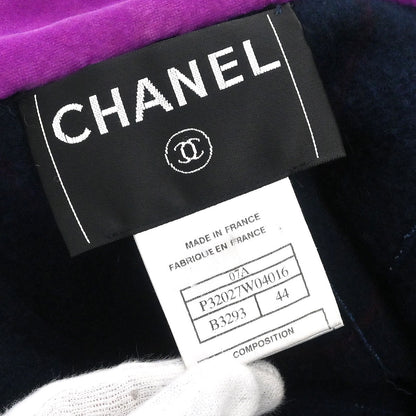 CHANEL
MADE IN FRANCE
FABRIQUE EN FRANCE
07A
P32027W04016
B3293 44
COMPOSITION